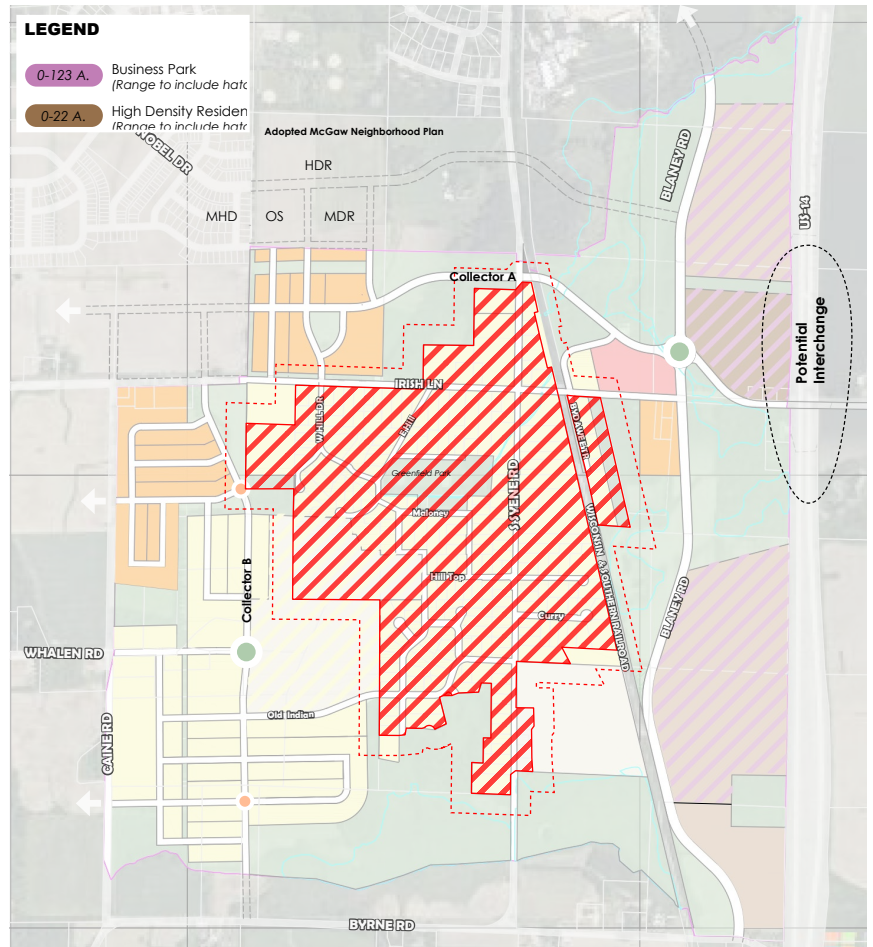 LEGEND
0-123 A.
Business Park
(Range to include hatc
0-22 A.
High Density Residen
(Range to include hatc
NOBEL DR
Adopted McGaw Neighborhood Plan
HDR
MHD
OS
MDR
BLANEY RD
US-14
Collector A
Potential
Interchange
IRISH LN
W HILL DR
E Hill
Greenfield Park
S SYENE RD
Maloney
WISCONSIN & SOUTHERN RAILROAD
Hill Top
Collector B
Curry
BLANEY RD
WHALEN RD
Old Indian
CAINE RD
BYRNE RD